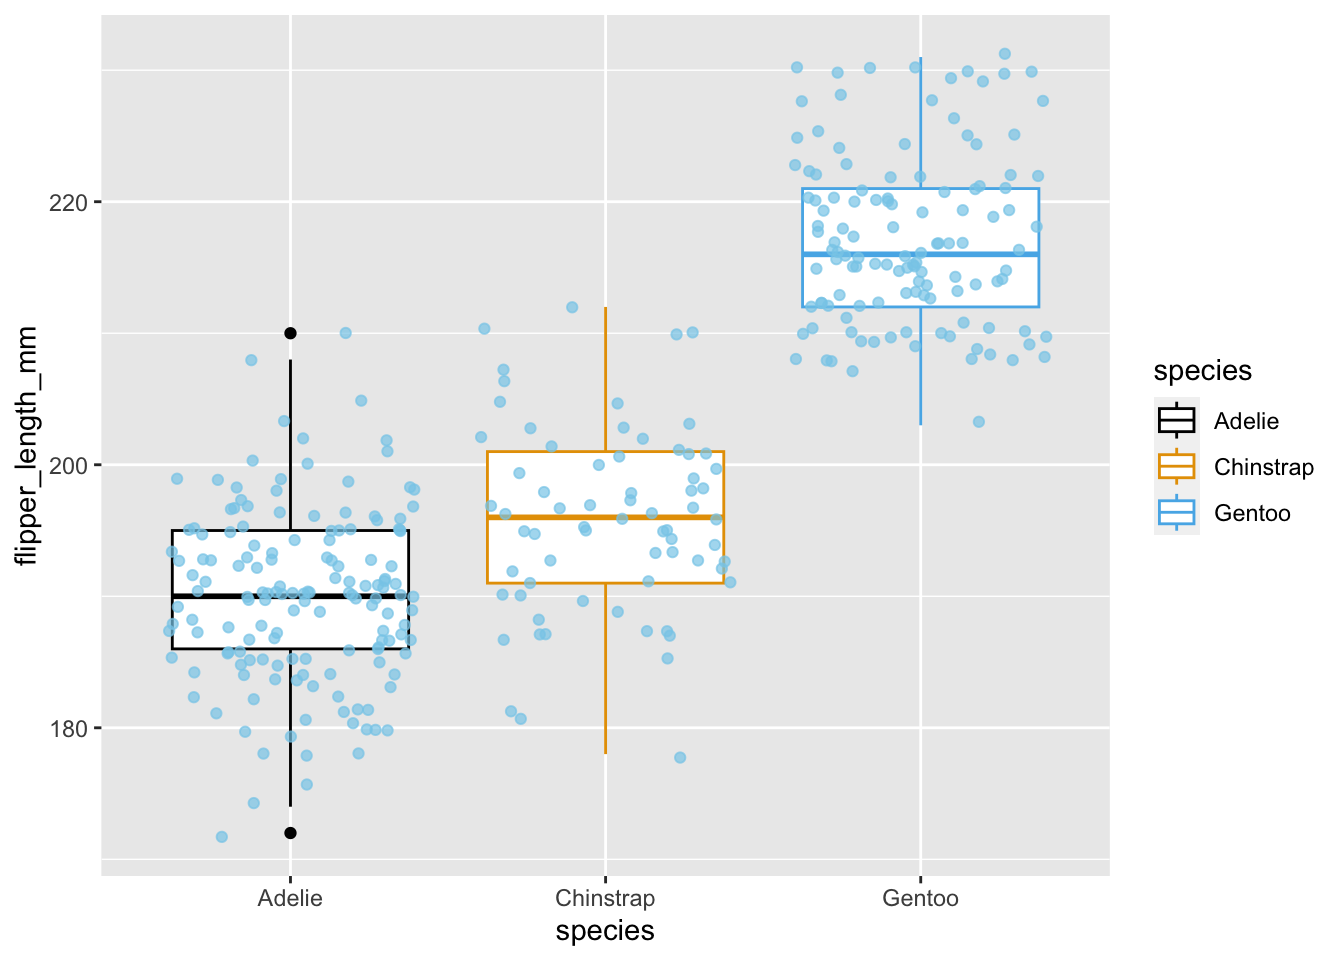 flipper_length_mm
220
200
180
Adelie
Chinstrap
Gentoo
species
species
Adelie
Chinstrap
Gentoo